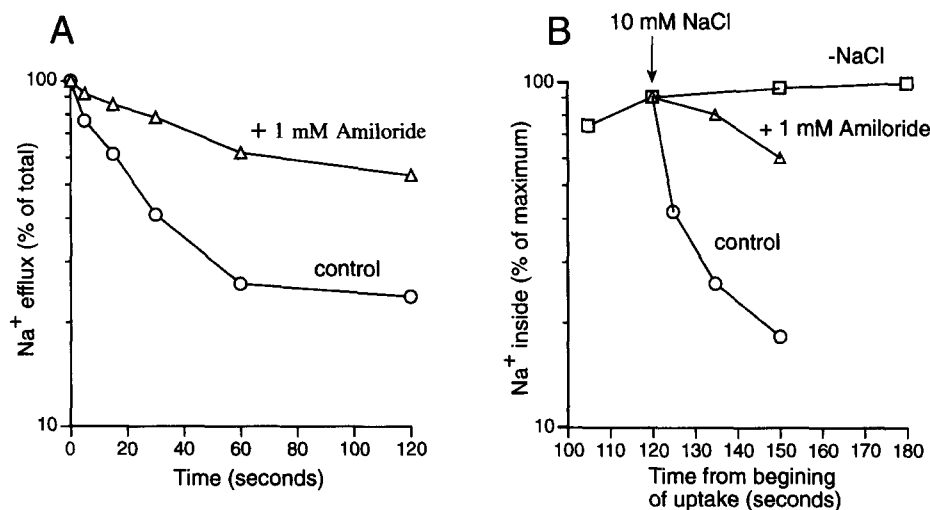 A
100
10
Na+ efflux (% of total)
+ 1 mM Amiloride
control
0 20 40 60 80 100 120
Time (seconds)
B
10 mM NaCl
-NaCl
100
10
Na+ inside (% of maximum)
+ 1 mM Amiloride
control
100 110 120 130 140 150 160 170 180
Time from begining
of uptake (seconds)